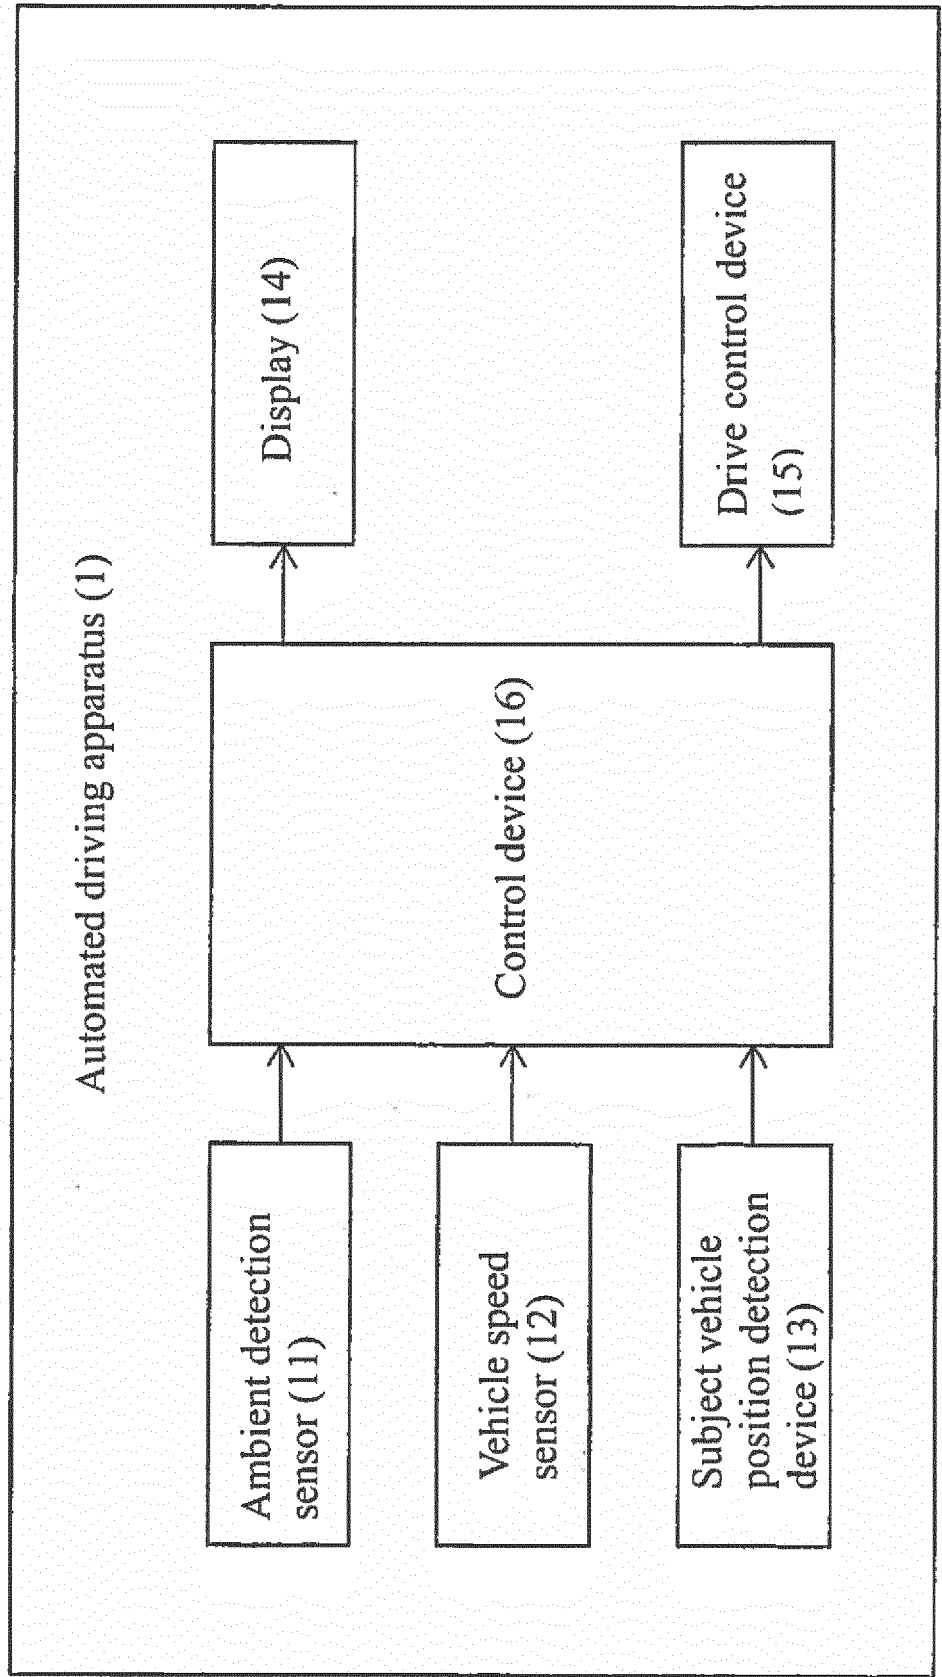 Automated driving apparatus (1)
Ambient detection
sensor (11)
Vehicle speed
sensor (12)
Subject vehicle
position detection
device (13)
Control device (16)
Display (14)
Drive control device
(15)